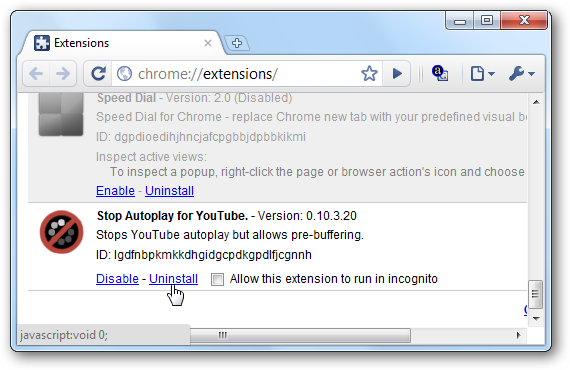 Extensions
chrome://extensions/
Speed Dial - Version: 2.0 (Disabled)
Speed Dial for Chrome - replace Chrome new tab with your predefined visual bo
ID: dgpdioedihjhncjafcpgbbjdpbbkikmi
Inspect active views:
To inspect a popup, right-click the page or browser action's icon and choose
Enable - Uninstall
Stop Autoplay for YouTube. - Version: 0.10.3.20
Stops YouTube autoplay but allows pre-buffering.
ID: lgdfnbpkmkkdhgidgcpdkgpdlfjcgnnh
Disable - Uninstall Allow this extension to run in incognito
javascript:void 0;